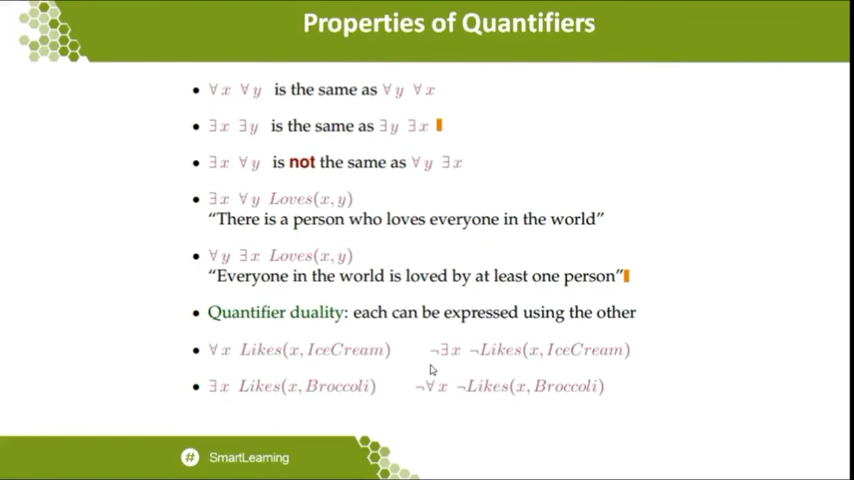 Properties of Quantifiers
• ∀x ∀y is the same as ∀y ∀x
• ∃x ∃y is the same as ∃y ∃x
• ∃x ∀y is not the same as ∀y ∃x
• ∃x ∀y Loves(x, y)
“There is a person who loves everyone in the world”
• ∀y ∃x Loves(x, y)
“Everyone in the world is loved by at least one person”
• Quantifier duality: each can be expressed using the other
• ∀x Likes(x, IceCream) ¬∃x ¬Likes(x, IceCream)
• ∃x Likes(x, Broccoli) ¬∀x ¬Likes(x, Broccoli)
# SmartLearning